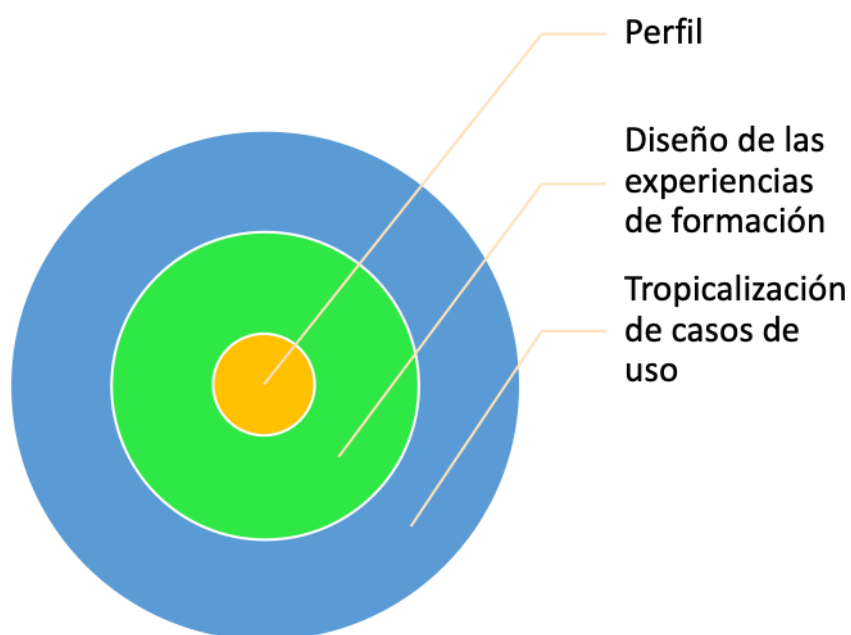 Perfil
Diseño de las
experiencias
de formación
Tropicalización
de casos de
uso